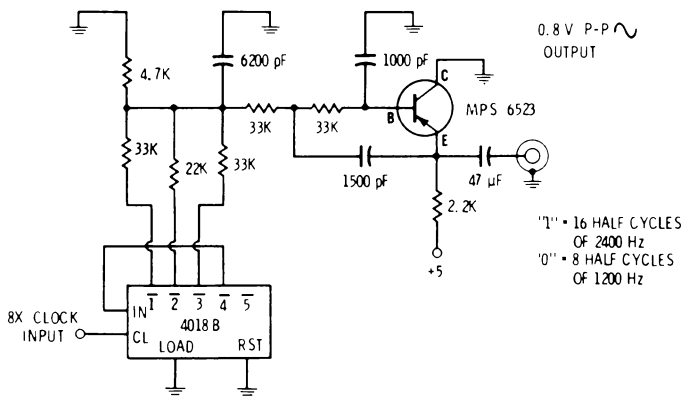 0.8 V P-P
OUTPUT
4.7K
6200 pF
1000 pF
C
MPS 6523
B
E
33K
33K
33K
22K
33K
1500 pF
47 µF
2.2K
+5
"1" = 16 HALF CYCLES
OF 2400 Hz
"0" = 8 HALF CYCLES
OF 1200 Hz
1 2 3 4 5
IN
4018 B
8X CLOCK
INPUT
CL
LOAD
RST